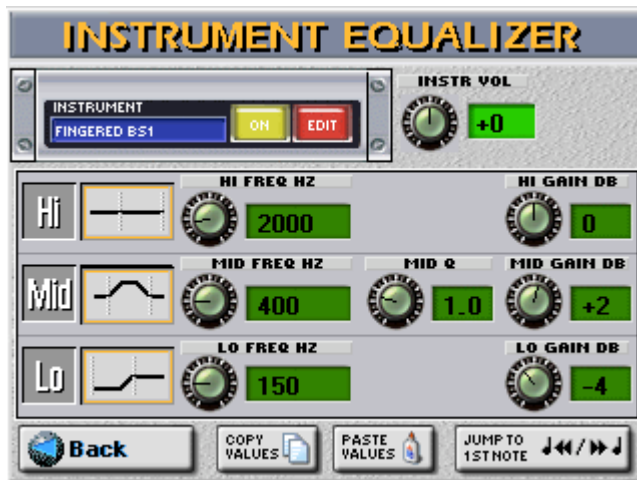 INSTRUMENT EQUALIZER
INSTRUMENT
FINGERED BS1
ON
EDIT
INSTR VOL
+0
Hi
HI FREQ HZ
2000
HI GAIN DB
0
Mid
MID FREQ HZ
400
MID Q
1.0
MID GAIN DB
+2
Lo
LO FREQ HZ
150
LO GAIN DB
-4
Back
COPY
VALUES
PASTE
VALUES
JUMP TO
1ST NOTE